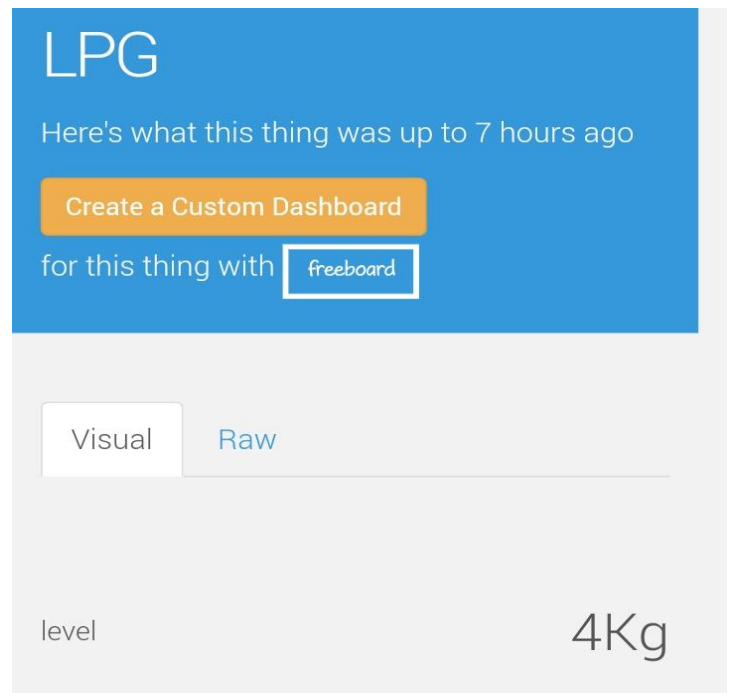 LPG
Here's what this thing was up to 7 hours ago
Create a Custom Dashboard
for this thing with freeboard
Visual Raw
level 4Kg